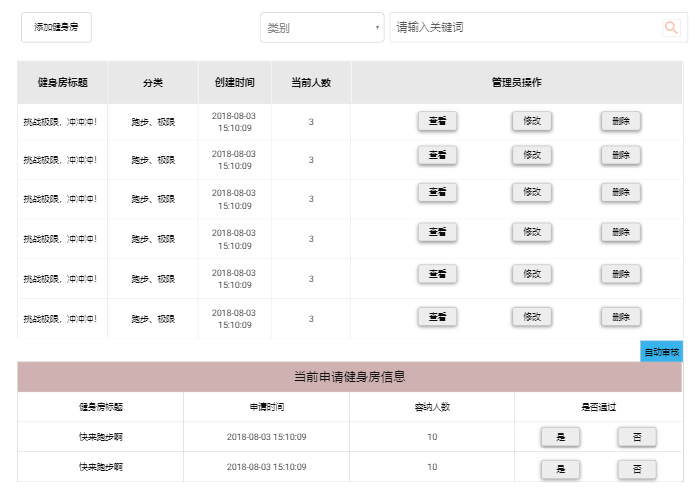 添加健身房 类别 请输入关键词
健身房标题 分类 创建时间 当前人数 管理员操作
挑战极限，冲冲冲！ 跑步、极限 2018-08-03 15:10:09 3 查看 修改 删除
挑战极限，冲冲冲！ 跑步、极限 2018-08-03 15:10:09 3 查看 修改 删除
挑战极限，冲冲冲！ 跑步、极限 2018-08-03 15:10:09 3 查看 修改 删除
挑战极限，冲冲冲！ 跑步、极限 2018-08-03 15:10:09 3 查看 修改 删除
挑战极限，冲冲冲！ 跑步、极限 2018-08-03 15:10:09 3 查看 修改 删除
挑战极限，冲冲冲！ 跑步、极限 2018-08-03 15:10:09 3 查看 修改 删除
自动审核
当前申请健身房信息
健身房标题 申请时间 容纳人数 是否通过
快来跑步啊 2018-08-03 15:10:09 10 是 否
快来跑步啊 2018-08-03 15:10:09 10 是 否